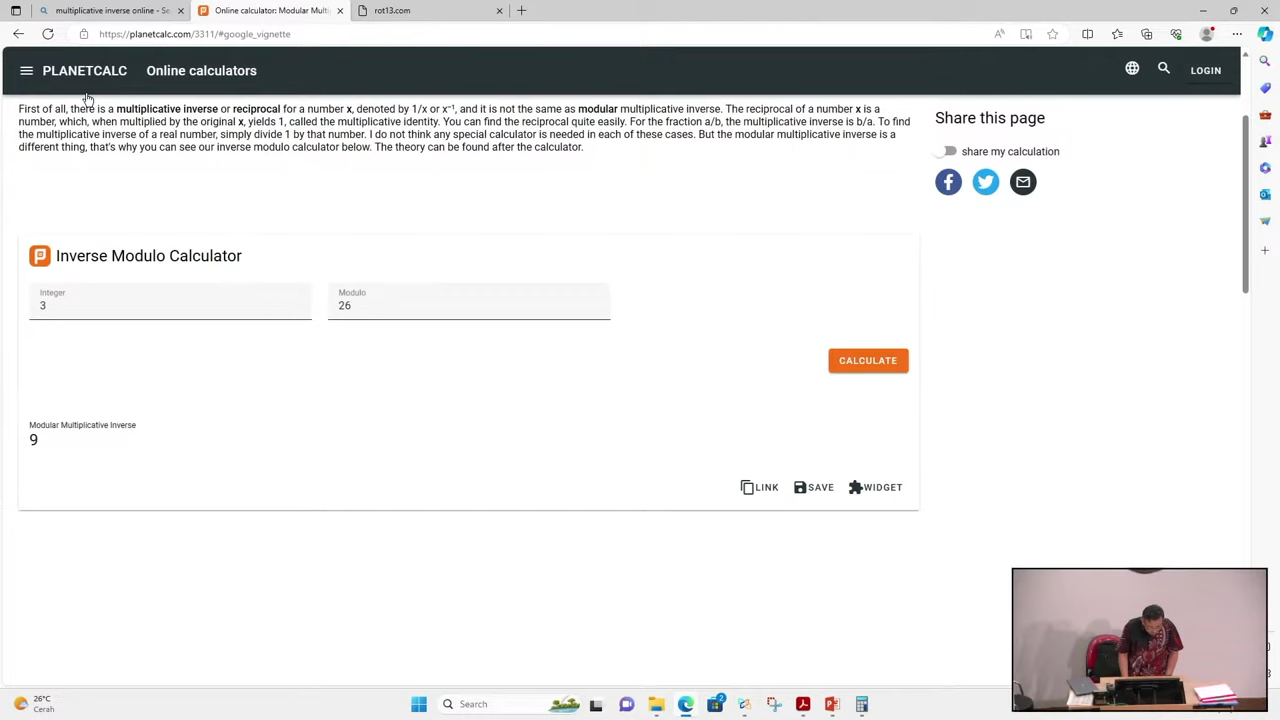 multiplicative inverse online - Se
Online calculator: Modular Multi
rot13.com
https://planetcalc.com/3311/#google_vignette
PLANETCALC
Online calculators
LOGIN
First of all, there is a multiplicative inverse or reciprocal for a number x, denoted by 1/x or x⁻¹, and it is not the same as modular multiplicative inverse. The reciprocal of a number x is a
number, which, when multiplied by the original x, yields 1, called the multiplicative identity. You can find the reciprocal quite easily. For the fraction a/b, the multiplicative inverse is b/a. To find
the multiplicative inverse of a real number, simply divide 1 by that number. I do not think any special calculator is needed in each of these cases. But the modular multiplicative inverse is a
different thing, that's why you can see our inverse modulo calculator below. The theory can be found after the calculator.
Share this page
share my calculation
Inverse Modulo Calculator
Integer
3
Modulo
26
CALCULATE
Modular Multiplicative Inverse
9
LINK
SAVE
WIDGET
26°C
Cerah
Search
2